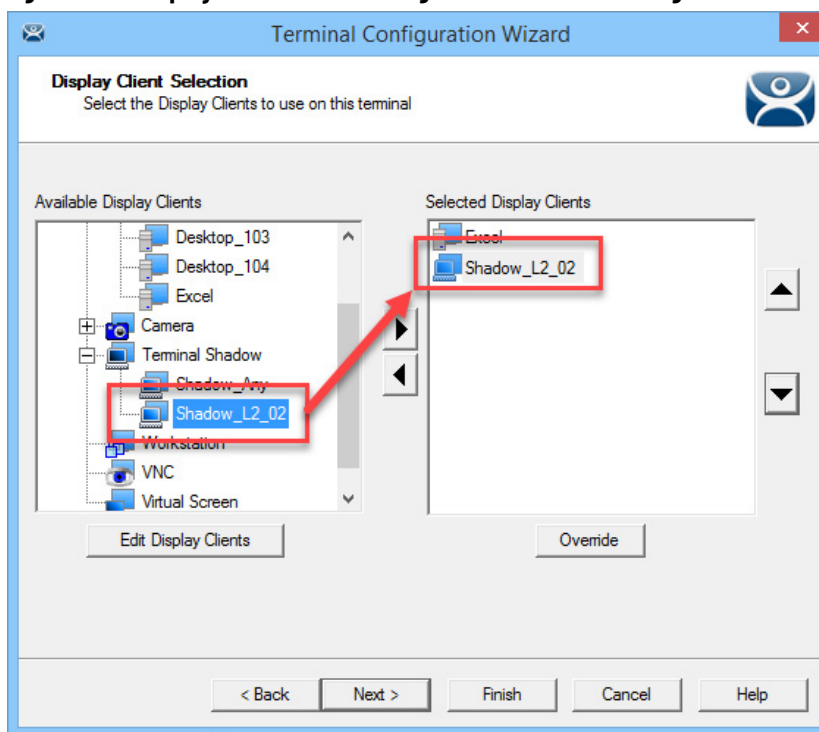 Terminal Configuration Wizard
Display Client Selection
Select the Display Clients to use on this terminal
Available Display Clients
Selected Display Clients
Desktop_103
Desktop_104
Excel
Camera
Terminal Shadow
Shadow_Any
Shadow_L2_02
Workstation
VNC
Virtual Screen
Excel
Shadow_L2_02
Edit Display Clients
Override
< Back
Next >
Finish
Cancel
Help